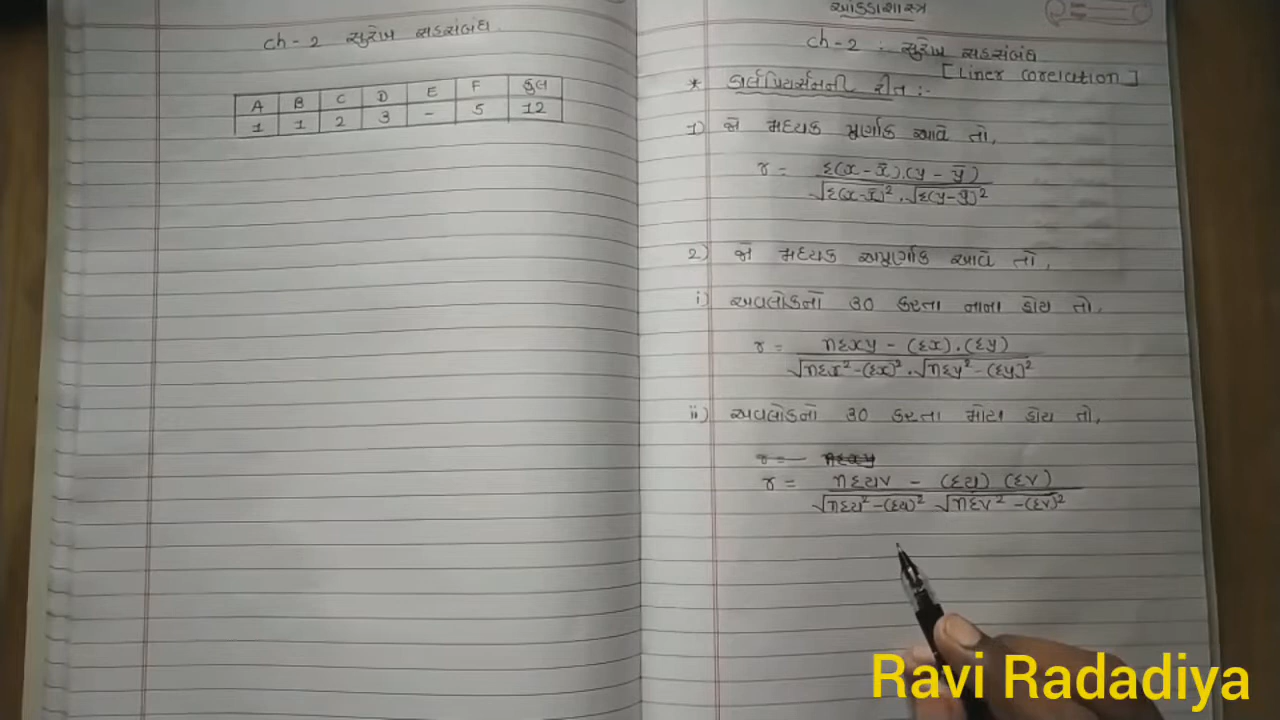 ch - 2 સુરેખ સહસંબંધ
A B C D E F કુલ
1 1 2 3 - 5 12
આંકડાશાસ્ત્ર
ch - 2 : સુરેખ સહસંબંધ
[Liner corelation]
* કાર્લપિયર્સનની રીત :-
1) જો મધ્યક પૂર્ણાંક આવે તો,
r = Σ(x - x̄).(y - ȳ)
√Σ(x-x̄)² . √Σ(y-ȳ)²
2) જો મધ્યક અપૂર્ણાંક આવે તો,
i) અવલોકનો 30 કરતા નાના હોય તો,
r = nΣxy - (Σx).(Σy)
√nΣx² - (Σx)² . √nΣy² - (Σy)²
ii) અવલોકનો 30 કરતા મોટા હોય તો,
r = nΣuv - (Σu) (Σv)
√nΣu² - (Σu)² √nΣv² - (Σv)²
Ravi Radadiya